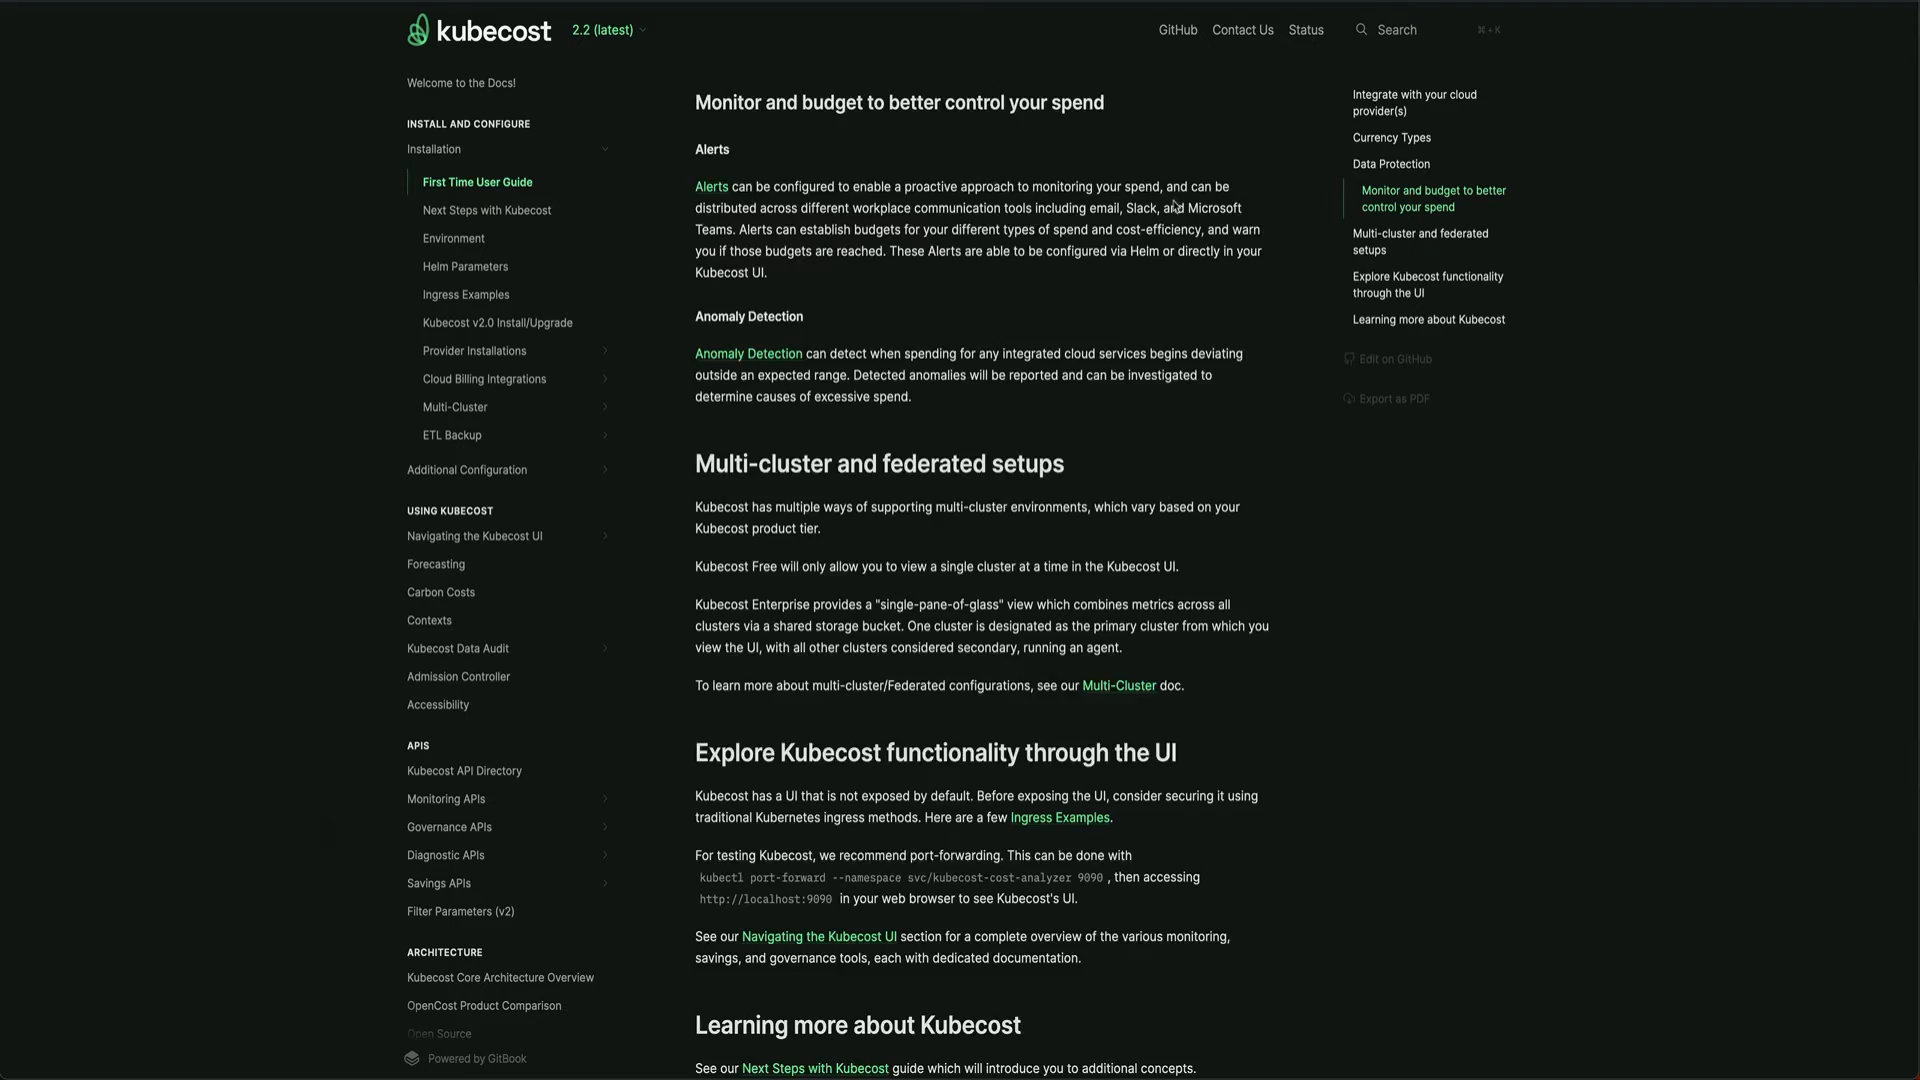 kubecost
2.2 (latest)
GitHub
Contact Us
Status
Search
⌘ + K
Welcome to the Docs!
INSTALL AND CONFIGURE
Installation
First Time User Guide
Next Steps with Kubecost
Environment
Helm Parameters
Ingress Examples
Kubecost v2.0 Install/Upgrade
Provider Installations
Cloud Billing Integrations
Multi-Cluster
ETL Backup
Additional Configuration
USING KUBECOST
Navigating the Kubecost UI
Forecasting
Carbon Costs
Contexts
Kubecost Data Audit
Admission Controller
Accessibility
APIS
Kubecost API Directory
Monitoring APIs
Governance APIs
Diagnostic APIs
Savings APIs
Filter Parameters (v2)
ARCHITECTURE
Kubecost Core Architecture Overview
OpenCost Product Comparison
Open Source
Powered by GitBook
Monitor and budget to better control your spend
Alerts
Alerts can be configured to enable a proactive approach to monitoring your spend, and can be
distributed across different workplace communication tools including email, Slack, and Microsoft
Teams. Alerts can establish budgets for your different types of spend and cost-efficiency, and warn
you if those budgets are reached. These Alerts are able to be configured via Helm or directly in your
Kubecost UI.
Anomaly Detection
Anomaly Detection can detect when spending for any integrated cloud services begins deviating
outside an expected range. Detected anomalies will be reported and can be investigated to
determine causes of excessive spend.
Multi-cluster and federated setups
Kubecost has multiple ways of supporting multi-cluster environments, which vary based on your
Kubecost product tier.
Kubecost Free will only allow you to view a single cluster at a time in the Kubecost UI.
Kubecost Enterprise provides a "single-pane-of-glass" view which combines metrics across all
clusters via a shared storage bucket. One cluster is designated as the primary cluster from which you
view the UI, with all other clusters considered secondary, running an agent.
To learn more about multi-cluster/Federated configurations, see our Multi-Cluster doc.
Explore Kubecost functionality through the UI
Kubecost has a UI that is not exposed by default. Before exposing the UI, consider securing it using
traditional Kubernetes ingress methods. Here are a few Ingress Examples.
For testing Kubecost, we recommend port-forwarding. This can be done with
kubectl port-forward --namespace svc/kubecost-cost-analyzer 9090 , then accessing
http://localhost:9090 in your web browser to see Kubecost's UI.
See our Navigating the Kubecost UI section for a complete overview of the various monitoring,
savings, and governance tools, each with dedicated documentation.
Learning more about Kubecost
See our Next Steps with Kubecost guide which will introduce you to additional concepts.
Integrate with your cloud
provider(s)
Currency Types
Data Protection
Monitor and budget to better
control your spend
Multi-cluster and federated
setups
Explore Kubecost functionality
through the UI
Learning more about Kubecost
Edit on GitHub
Export as PDF